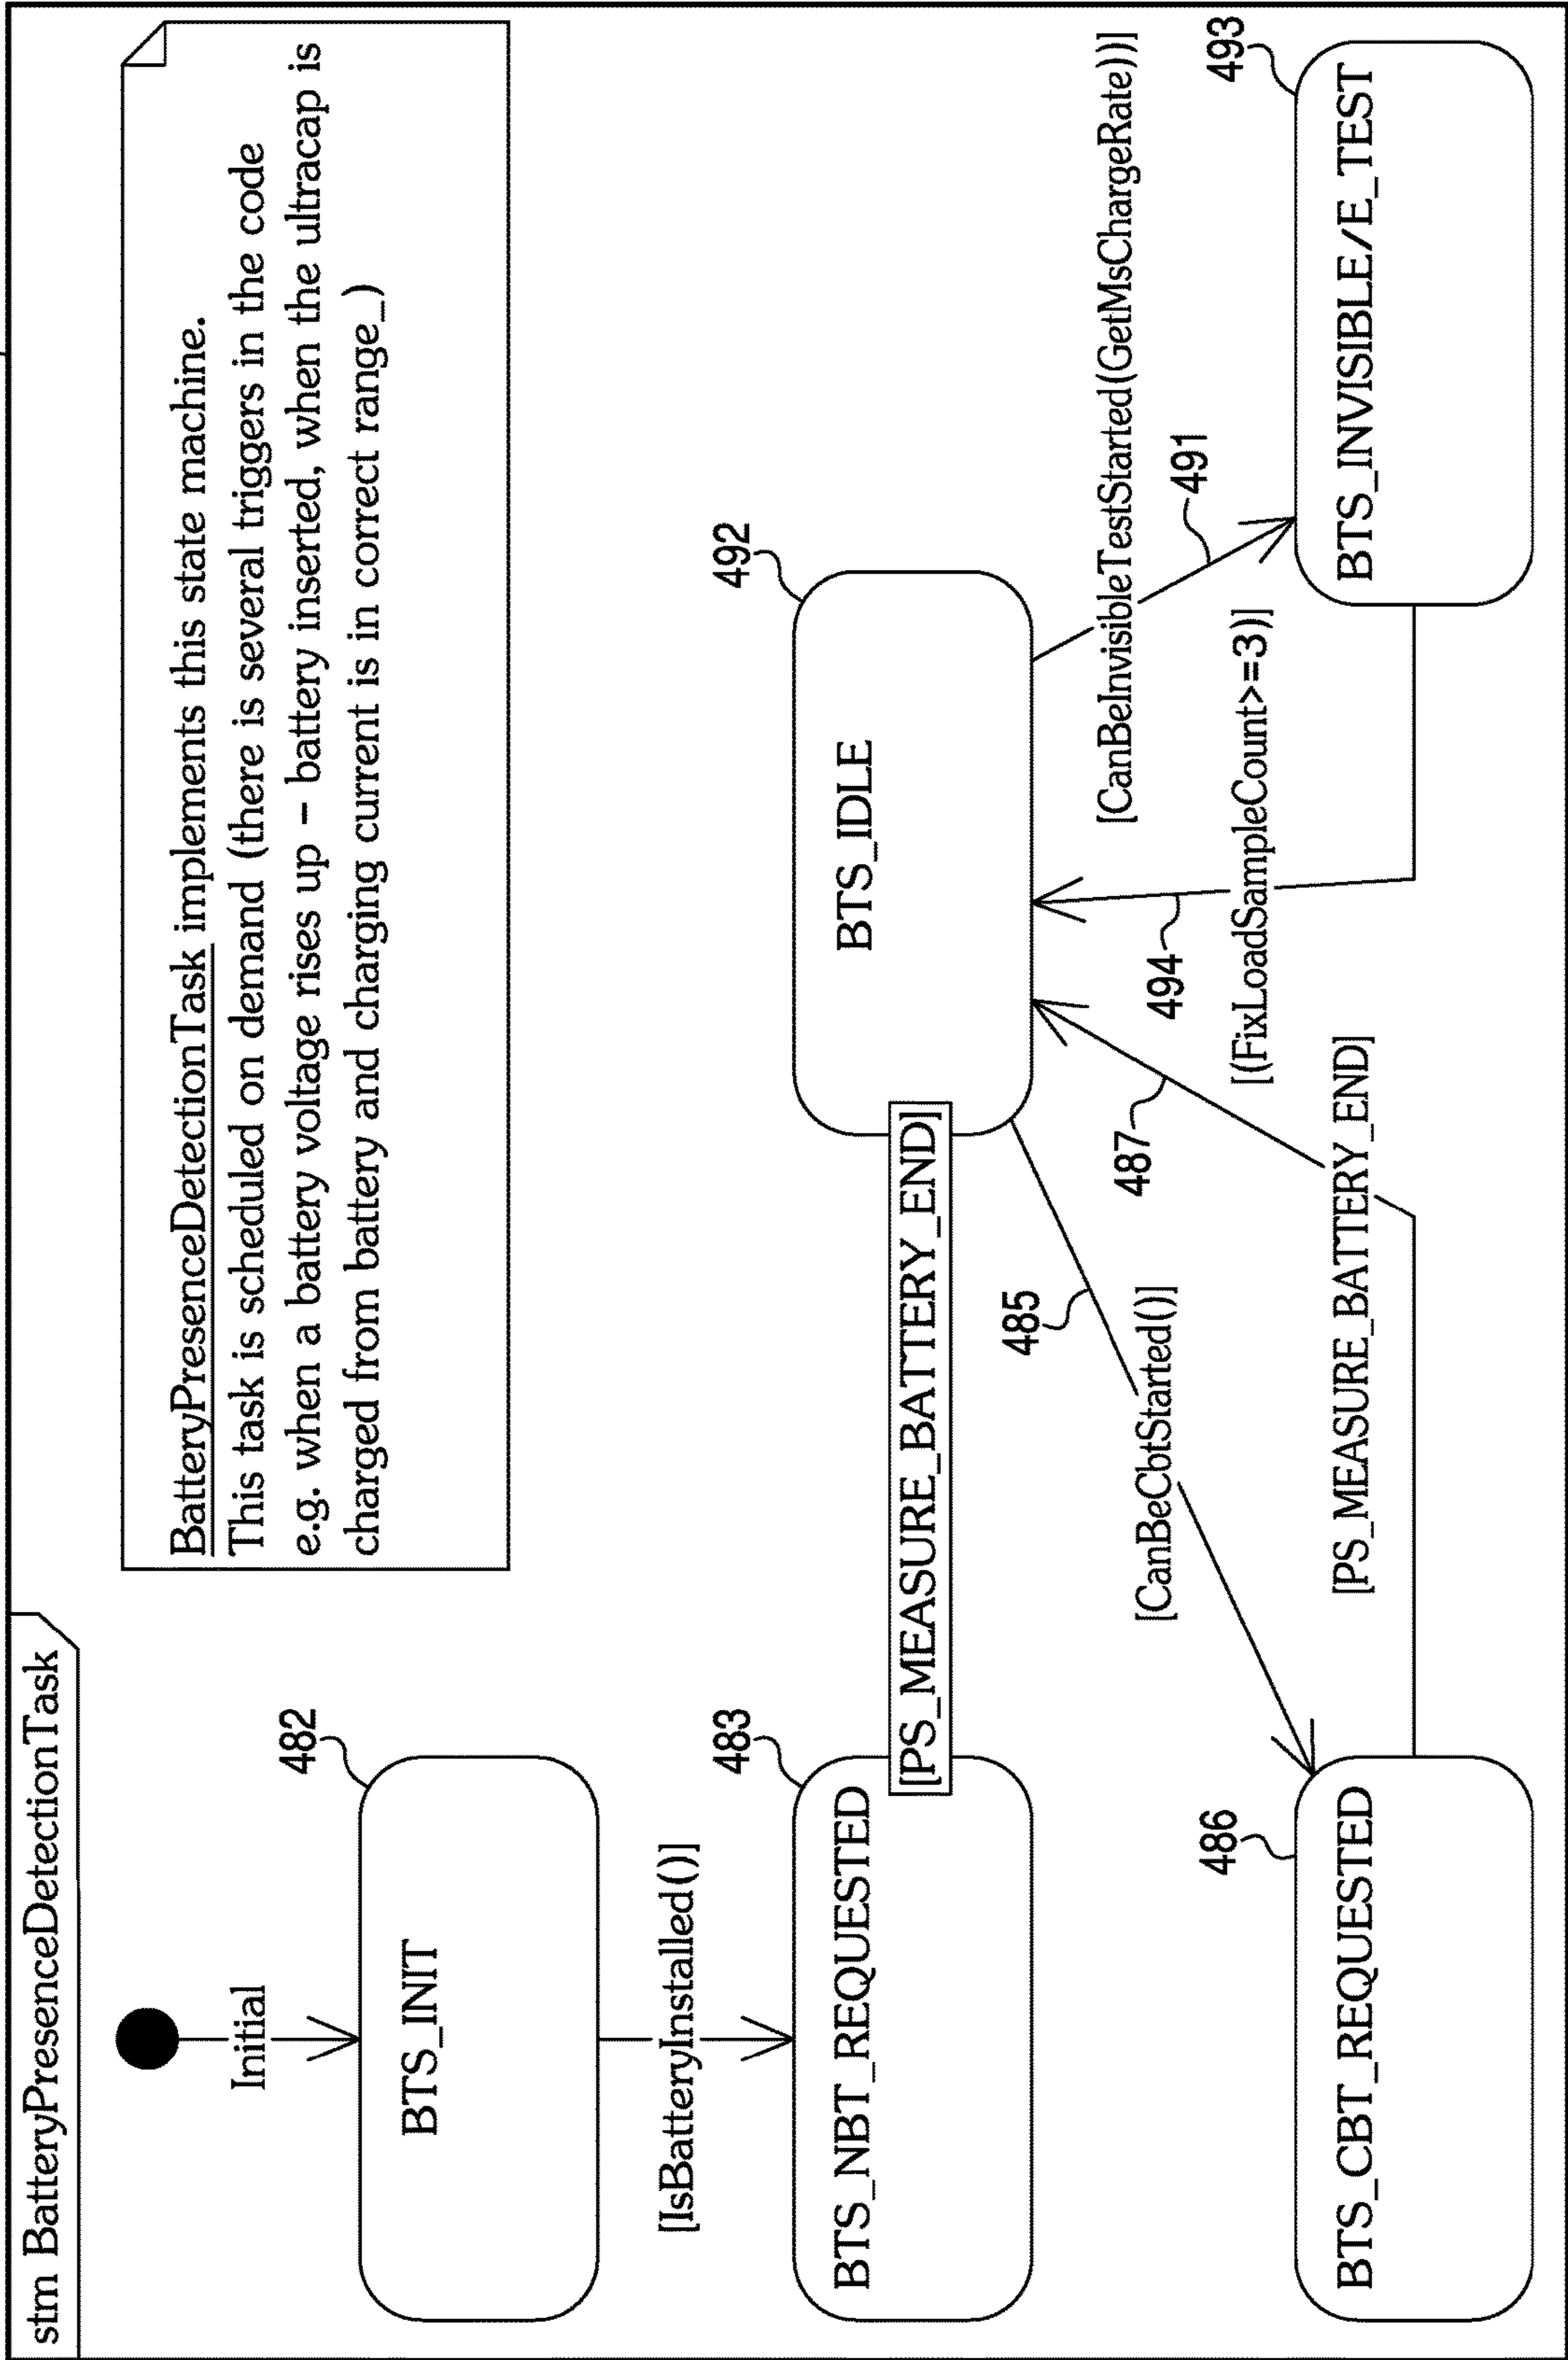 stm BatteryPresenceDetectionTask
BatteryPresenceDetectionTask implements this state machine.
This task is scheduled on demand (there is several triggers in the code
e.g. when a battery voltage rises up – battery inserted, when the ultracap is
charged from battery and charging current is in correct range_)
Initial
482
BTS_INIT
[IsBatteryInstalled()]
483
BTS_NBT_REQUESTED
[PS_MEASURE_BATTERY_END]
492
BTS_IDLE
485
[CanBeCbtStarted()]
487
494
491
[CanBeInvisibleTestStarted(GetMsChargeRate))]
[(FixLoadSampleCount>=3)]
[PS_MEASURE_BATTERY_END]
486
BTS_CBT_REQUESTED
493
BTS_INVISIBLE/E_TEST